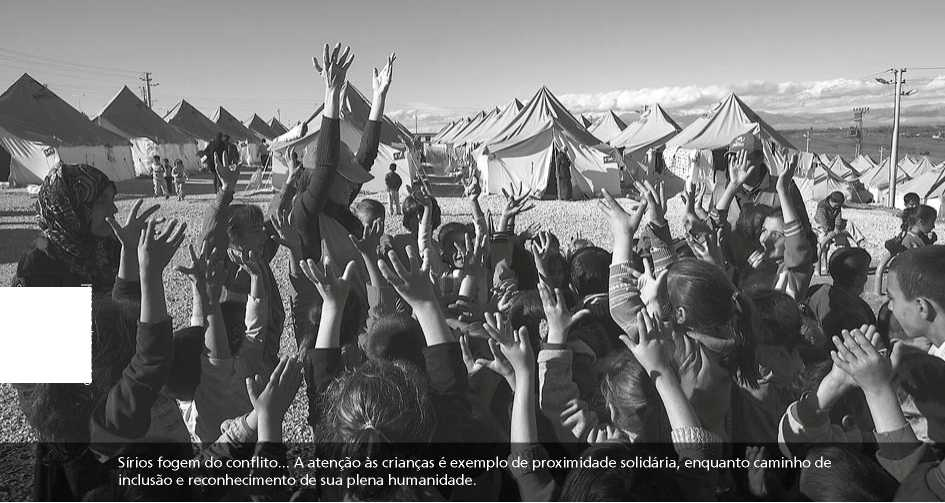 Sírios fogem do conflito... A atenção às crianças é exemplo de proximidade solidária, enquanto caminho de
inclusão e reconhecimento de sua plena humanidade.